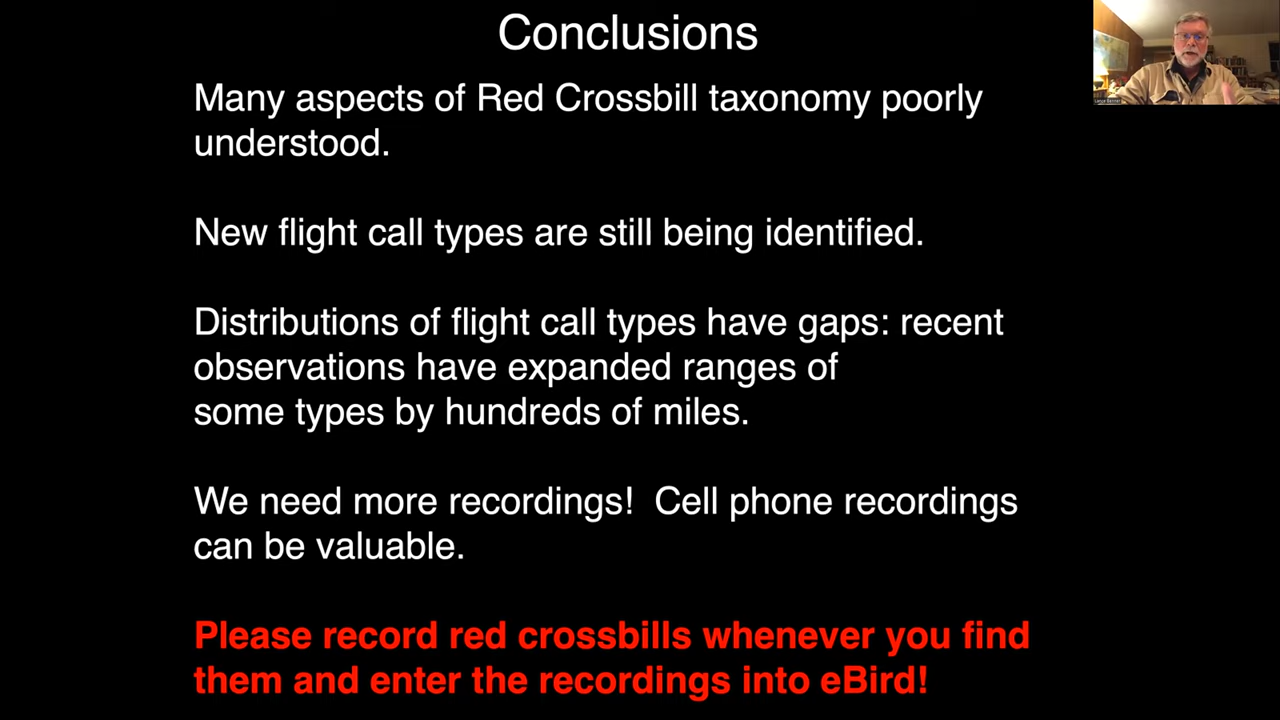 Conclusions
Many aspects of Red Crossbill taxonomy poorly
understood.
New flight call types are still being identified.
Distributions of flight call types have gaps: recent
observations have expanded ranges of
some types by hundreds of miles.
We need more recordings!  Cell phone recordings
can be valuable.
Please record red crossbills whenever you find
them and enter the recordings into eBird!